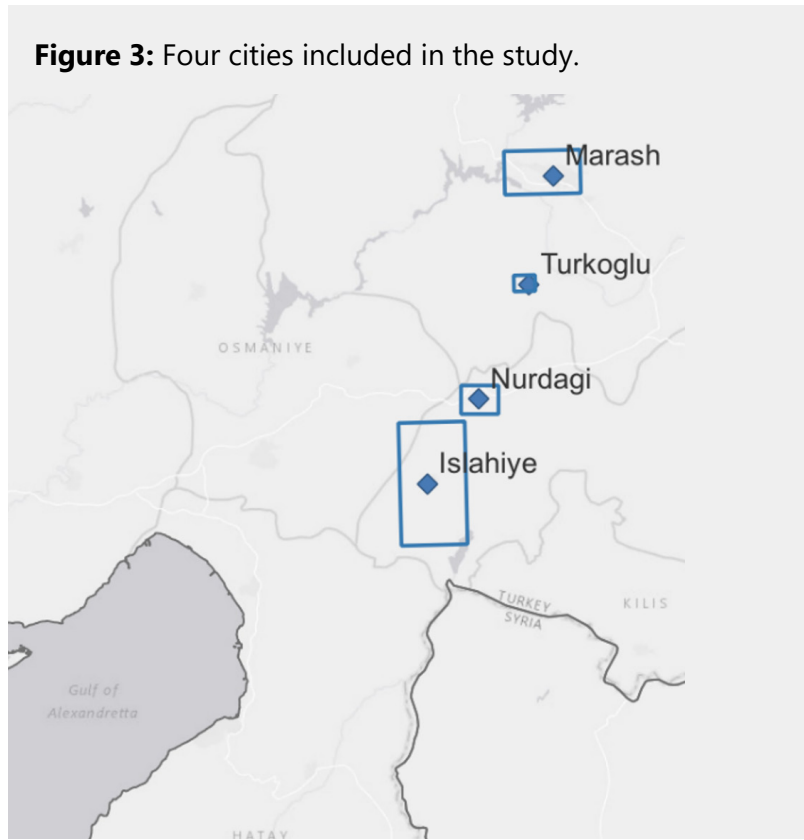 Figure 3: Four cities included in the study.
Marash
Turkoglu
OSMANIYE
Nurdagi
Islahiye
TURKEY
SYRIA
KILIS
Gulf of
Alexandretta
HATAY